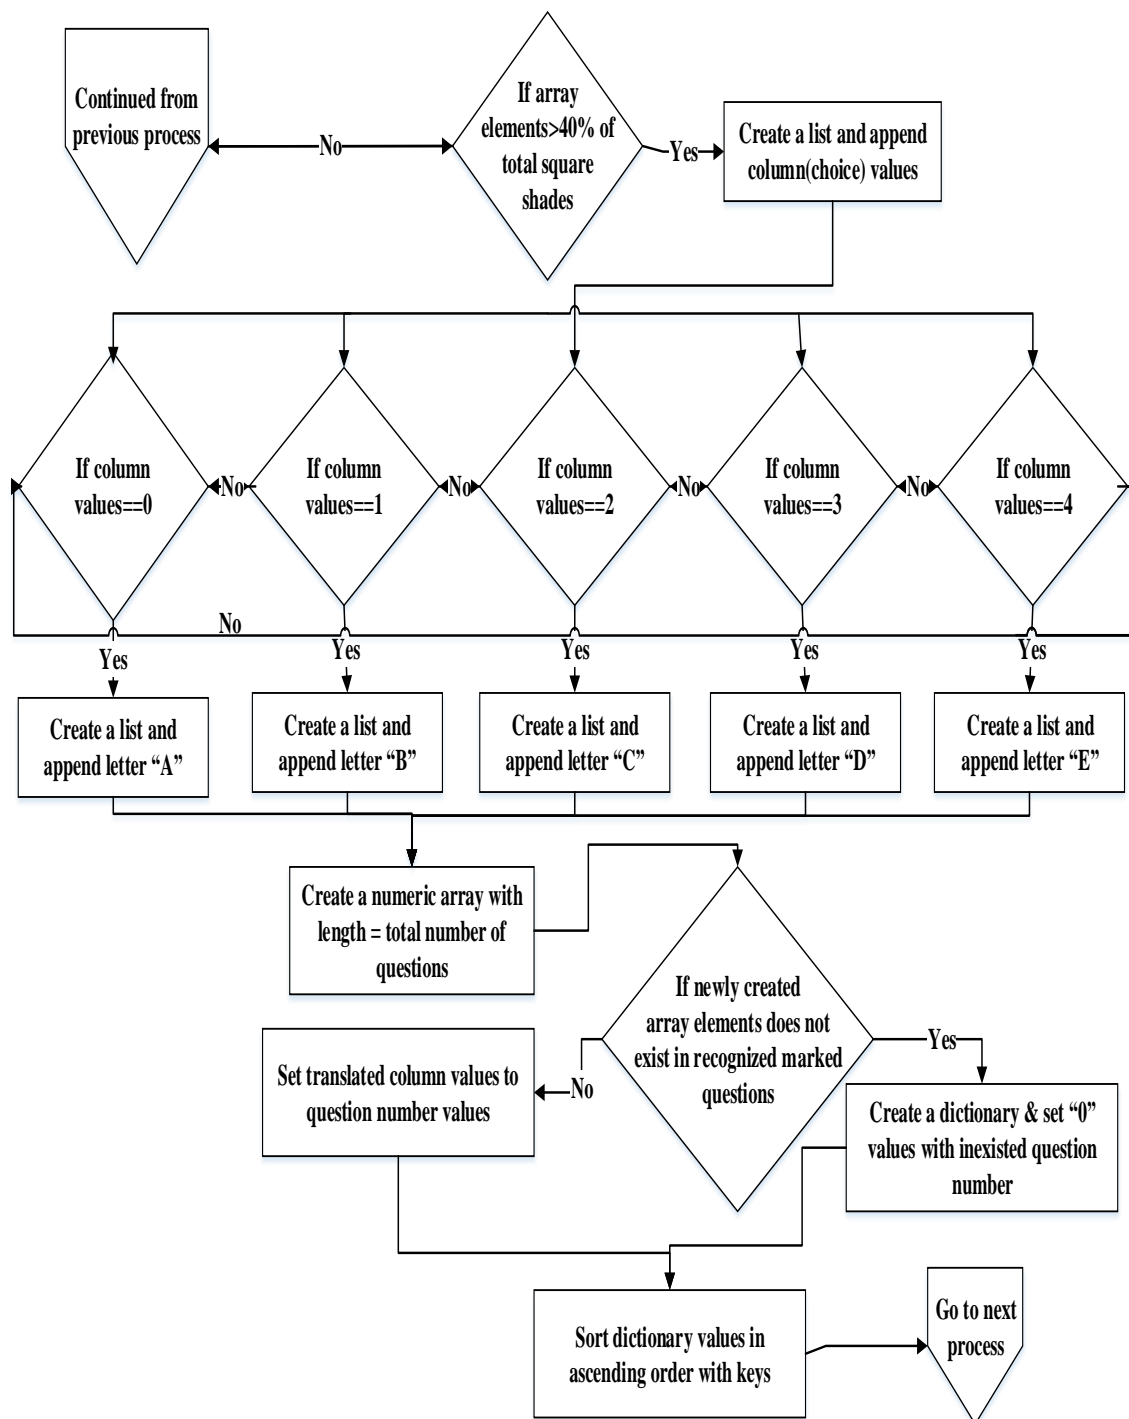 Continued from
previous process
No
If array
elements>40% of
total square
shades
Yes
Create a list and append
column(choice) values
If column
values==0
No
If column
values==1
No
If column
values==2
No
If column
values==3
No
If column
values==4
No
Yes
Yes
Yes
Yes
Yes
Create a list and
append letter “A”
Create a list and
append letter “B”
Create a list and
append letter “C”
Create a list and
append letter “D”
Create a list and
append letter “E”
Create a numeric array with
length = total number of
questions
If newly created
array elements does not
exist in recognized marked
questions
No
Yes
Set translated column values to
question number values
Create a dictionary & set “0”
values with inexisted question
number
Sort dictionary values in
ascending order with keys
Go to next
process